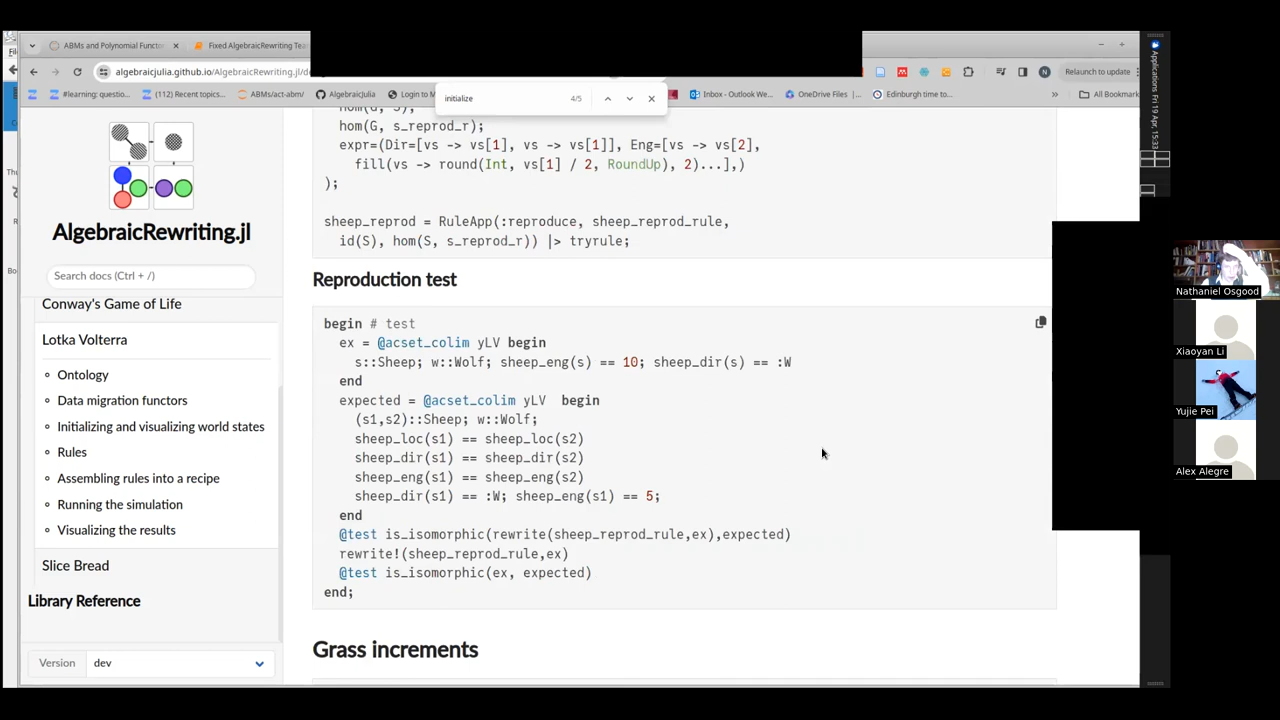 ABMs and Polynomial Functo
Fixed AlgebraicRewriting Tea
algebraicjulia.github.io/AlgebraicRewriting.jl/d
Relaunch to update
#learning: questio...
(112) Recent topics...
ABMs/act-abm/
AlgebraicJulia
Login to M
Inbox - Outlook We...
OneDrive Files /...
Edinburgh time to...
All Bookmark
initialize
4/5
AlgebraicRewriting.jl
Search docs (Ctrl + /)
Conway's Game of Life
Lotka Volterra
Ontology
Data migration functors
Initializing and visualizing world states
Rules
Assembling rules into a recipe
Running the simulation
Visualizing the results
Slice Bread
Library Reference
Version
dev
hom(G, S);
hom(G, s_reprod_r);
expr=(Dir=[vs -> vs[1], vs -> vs[1]], Eng=[vs -> vs[2],
fill(vs -> round(Int, vs[1] / 2, RoundUp), 2)...],)
);
sheep_reprod = RuleApp(:reproduce, sheep_reprod_rule,
id(S), hom(S, s_reprod_r)) |> tryrule;
Reproduction test
begin # test
ex = @acset_colim yLV begin
s::Sheep; w::Wolf; sheep_eng(s) == 10; sheep_dir(s) == :W
end
expected = @acset_colim yLV begin
(s1,s2)::Sheep; w::Wolf;
sheep_loc(s1) == sheep_loc(s2)
sheep_dir(s1) == sheep_dir(s2)
sheep_eng(s1) == sheep_eng(s2)
sheep_dir(s1) == :W; sheep_eng(s1) == 5;
end
@test is_isomorphic(rewrite(sheep_reprod_rule,ex),expected)
rewrite!(sheep_reprod_rule,ex)
@test is_isomorphic(ex, expected)
end;
Grass increments
Applications Fri 19 Apr, 15:33
Nathaniel Osgood
Xiaoyan Li
Yujie Pei
Alex Alegre